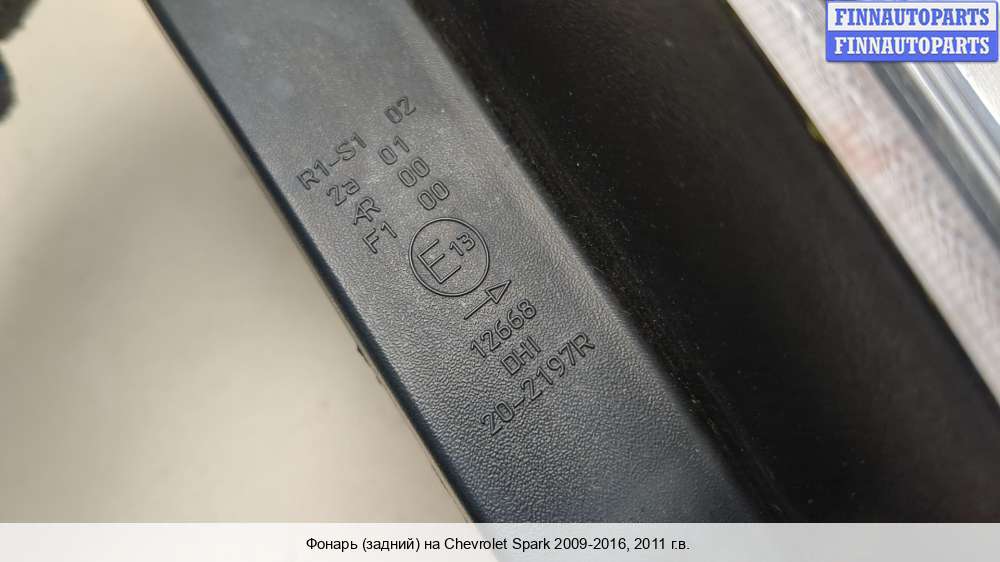 FINNAUTOPARTS
FINNAUTOPARTS
R1-S1 02
2a 01
AR 00
F1 00
E13
12668
DHI
20-2197R
Фонарь (задний) на Chevrolet Spark 2009-2016, 2011 г.в.